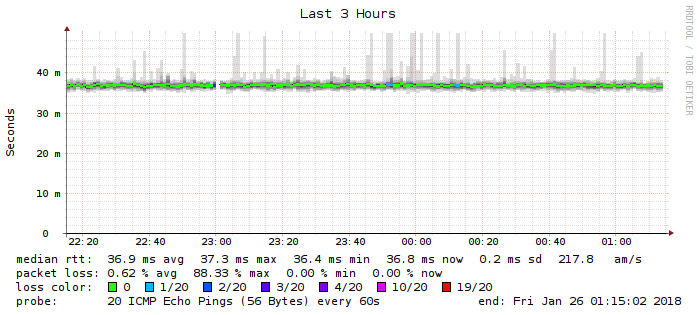 Last 3 Hours
RRDTOOL / TOBI OETIKER
Seconds
40 m
30 m
20 m
10 m
0
22:20 22:40 23:00 23:20 23:40 00:00 00:20 00:40 01:00
median rtt: 36.9 ms avg 37.3 ms max 36.4 ms min 36.8 ms now 0.2 ms sd 217.8 am/s
packet loss: 0.62 % avg 88.33 % max 0.00 % min 0.00 % now
loss color: 0 1/20 2/20 3/20 4/20 10/20 19/20
probe: 20 ICMP Echo Pings (56 Bytes) every 60s end: Fri Jan 26 01:15:02 2018